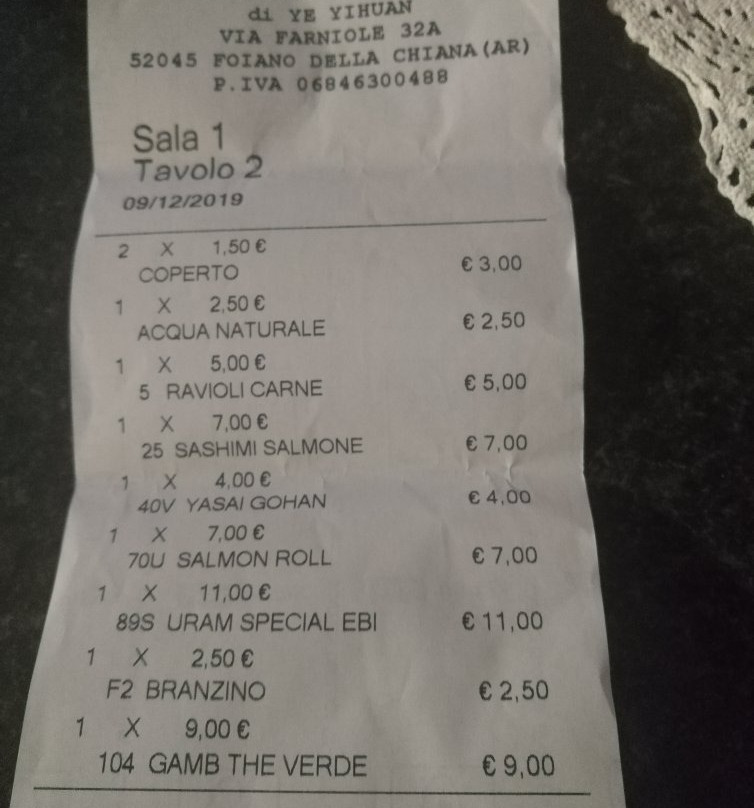 di YE YIHUAN
VIA FARNIOLE 32A
52045 FOIANO DELLA CHIANA(AR)
P.IVA 06846300488
Sala 1
Tavolo 2
09/12/2019
2 X 1,50 €
COPERTO € 3,00
1 X 2,50 €
ACQUA NATURALE € 2,50
1 X 5,00 €
5 RAVIOLI CARNE € 5,00
1 X 7,00 €
25 SASHIMI SALMONE € 7,00
1 X 4,00 €
40V YASAI GOHAN € 4,00
1 X 7,00 €
70U SALMON ROLL € 7,00
1 X 11,00 €
89S URAM SPECIAL EBI € 11,00
1 X 2,50 €
F2 BRANZINO € 2,50
1 X 9,00 €
104 GAMB THE VERDE € 9,00